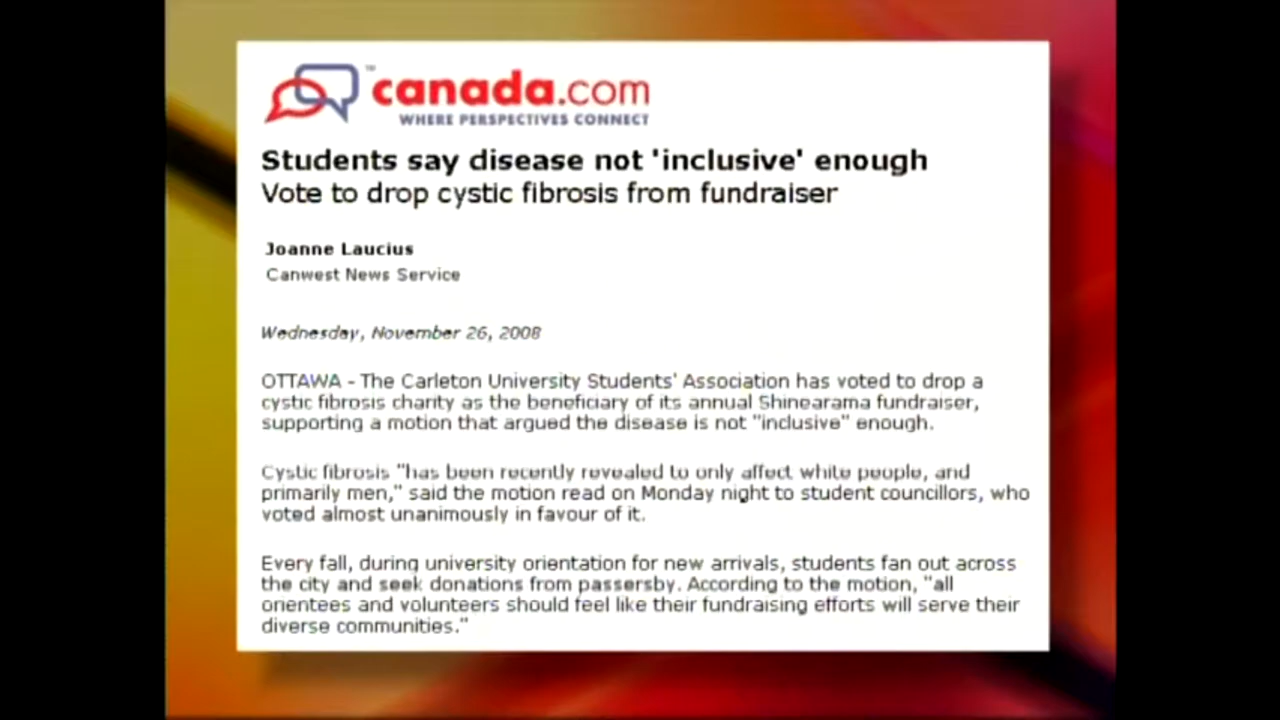 canada.com
WHERE PERSPECTIVES CONNECT
Students say disease not 'inclusive' enough
Vote to drop cystic fibrosis from fundraiser
Joanne Laucius
Canwest News Service
Wednesday, November 26, 2008
OTTAWA - The Carleton University Students' Association has voted to drop a
cystic fibrosis charity as the beneficiary of its annual Shinearama fundraiser,
supporting a motion that argued the disease is not "inclusive" enough.
Cystic fibrosis "has been recently revealed to only affect white people, and
primarily men," said the motion read on Monday night to student councillors, who
voted almost unanimously in favour of it.
Every fall, during university orientation for new arrivals, students fan out across
the city and seek donations from passersby. According to the motion, "all
orientees and volunteers should feel like their fundraising efforts will serve their
diverse communities."